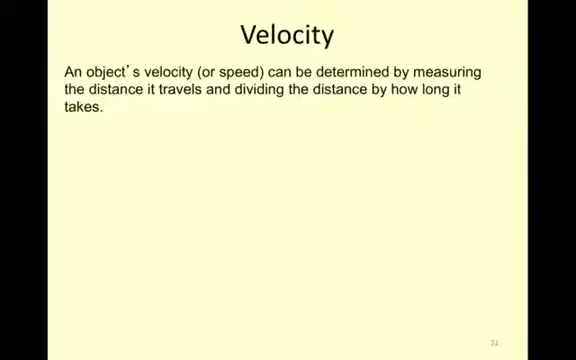 Velocity
An object's velocity (or speed) can be determined by measuring
the distance it travels and dividing the distance by how long it
takes.